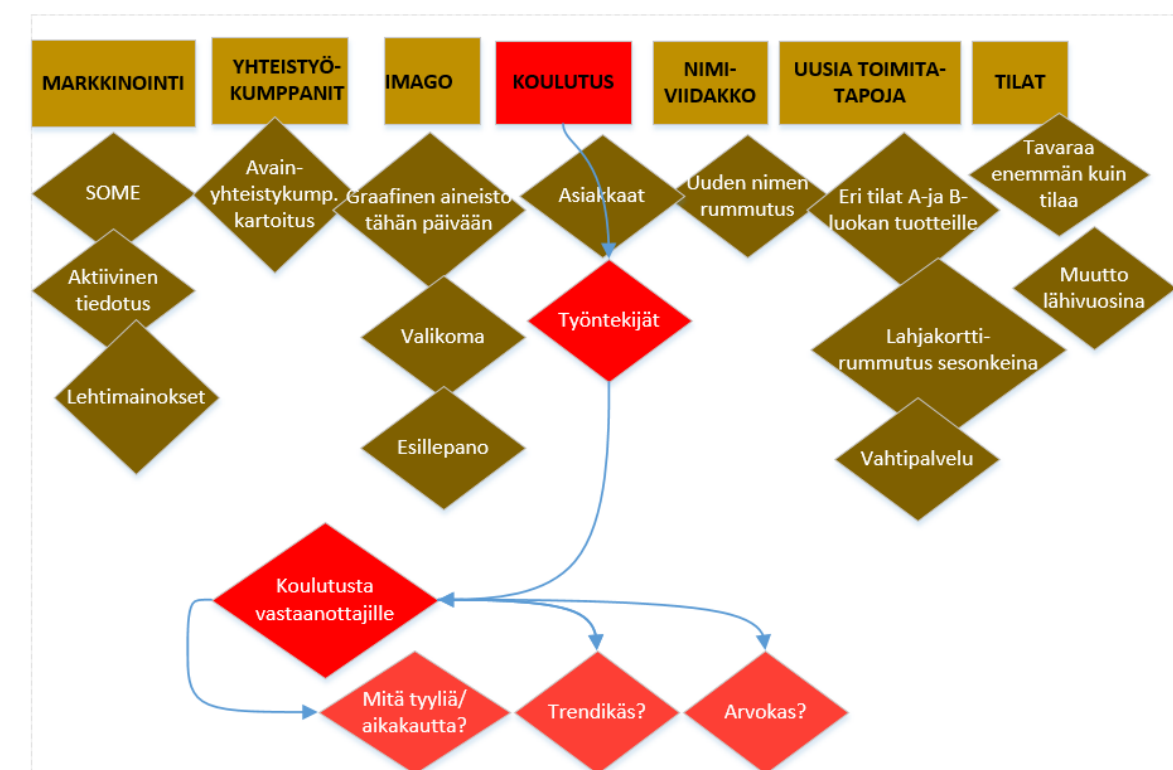 MARKKINOINTI
YHTEISTYÖ-
KUMPPANIT
IMAGO
KOULUTUS
NIMI-
VIIDAKKO
UUSIA TOIMITA-
TAPOJA
TILAT
SOME
Aktiivinen
tiedotus
Lehtimainokset
Avain-
yhteistykump.
kartoitus
Graafinen aineisto
tähän päivään
Valikoma
Esillepano
Asiakkaat
Työntekijät
Uuden nimen
rummutus
Eri tilat A-ja B-
luokan tuotteille
Lahjakortti-
rummutus sesonkeina
Vahtipalvelu
Tavaraa
enemmän kuin
tilaa
Muutto
lähivuosina
Koulutusta
vastaanottajille
Mitä tyyliä/
aikakautta?
Trendikäs?
Arvokas?